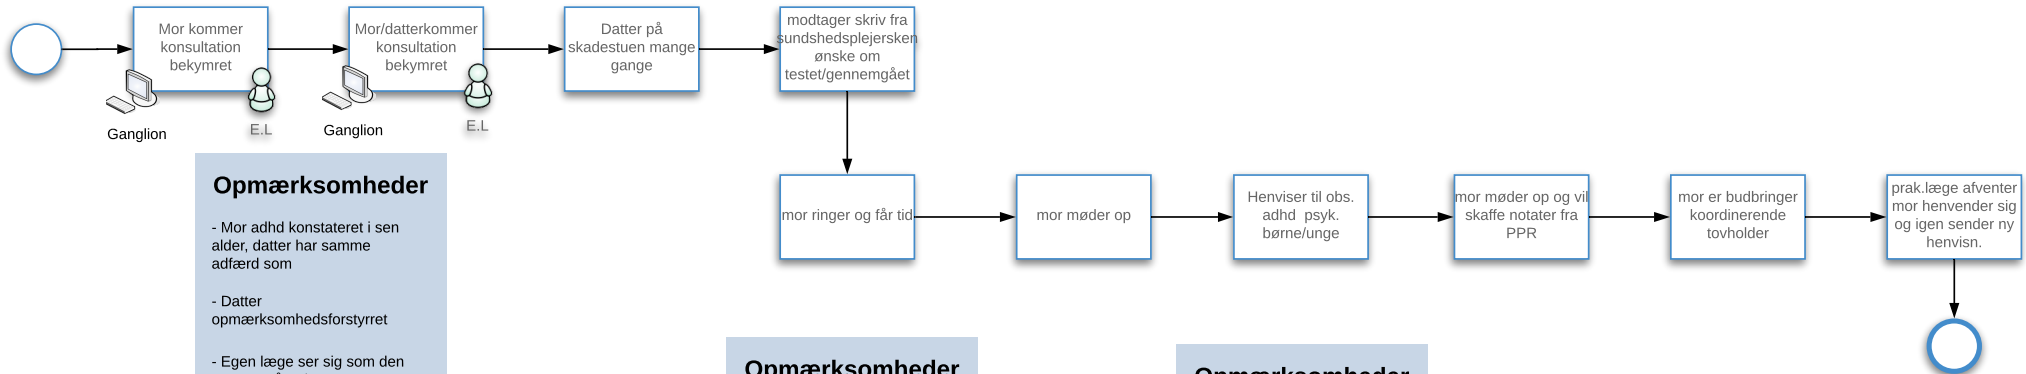 Mor kommer
konsultation
bekymret
Ganglion
E.L
Mor/datterkommer
konsultation
bekymret
Ganglion
E.L
Datter på
skadestuen mange
gange
modtager skriv fra
sundshedsplejersken
ønske om
testet/gennemgået
mor ringer og får tid
mor møder op
Henviser til obs.
adhd psyk.
børne/unge
mor møder op og vil
skaffe notater fra
PPR
mor er budbringer
koordinerende
tovholder
prak.læge afventer
mor henvender sig
og igen sender ny
henvisn.
Opmærksomheder
- Mor adhd konstateret i sen
alder, datter har samme
adfærd som
- Datter
opmærksomhedsforstyrret
- Egen læge ser sig som den
Opmærksomheder
Opmærksomheder